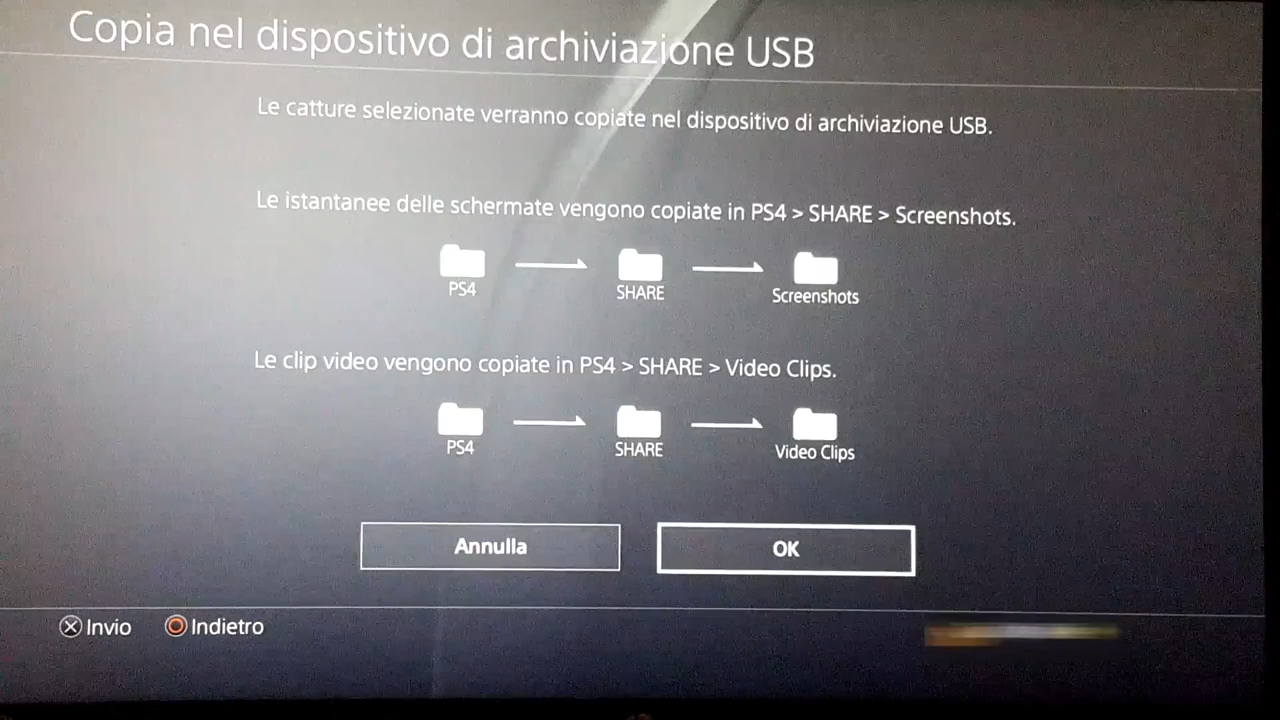 Copia nel dispositivo di archiviazione USB
Le catture selezionate verranno copiate nel dispositivo di archiviazione USB.
Le istantanee delle schermate vengono copiate in PS4 > SHARE > Screenshots.
PS4 SHARE Screenshots
Le clip video vengono copiate in PS4 > SHARE > Video Clips.
PS4 SHARE Video Clips
Annulla OK
Invio Indietro